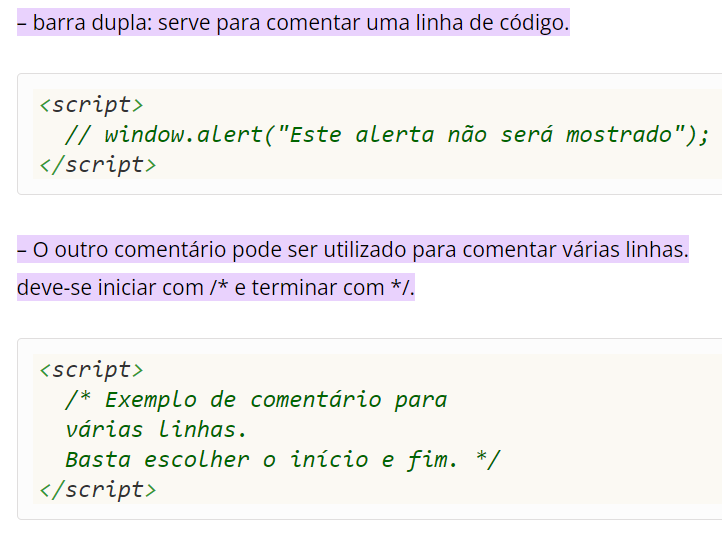 – barra dupla: serve para comentar uma linha de código.
<script>
// window.alert("Este alerta não será mostrado");
</script>
– O outro comentário pode ser utilizado para comentar várias linhas.
deve-se iniciar com /* e terminar com */.
<script>
/* Exemplo de comentário para
várias linhas.
Basta escolher o início e fim. */
</script>